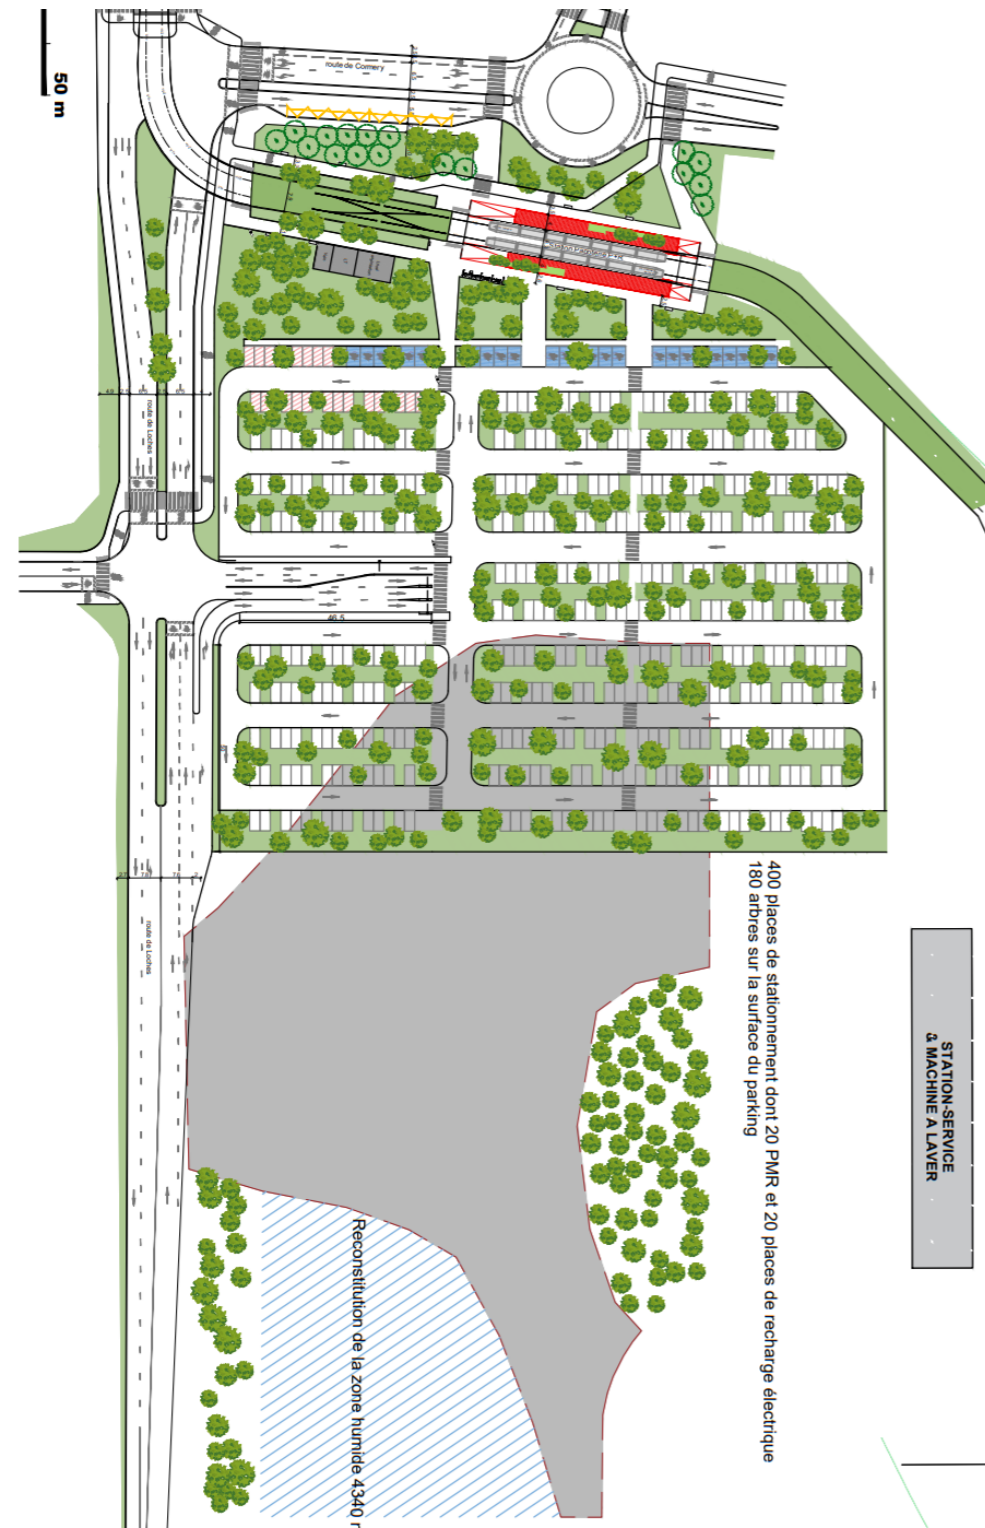 50 m
route de Cormery
route de Loches
46.5
400 places de stationnement dont 20 PMR et 20 places de recharge électrique
180 arbres sur la surface du parking
STATION-SERVICE
& MACHINE A LAVER
route de Loches
Reconstitution de la zone humide 4340 r